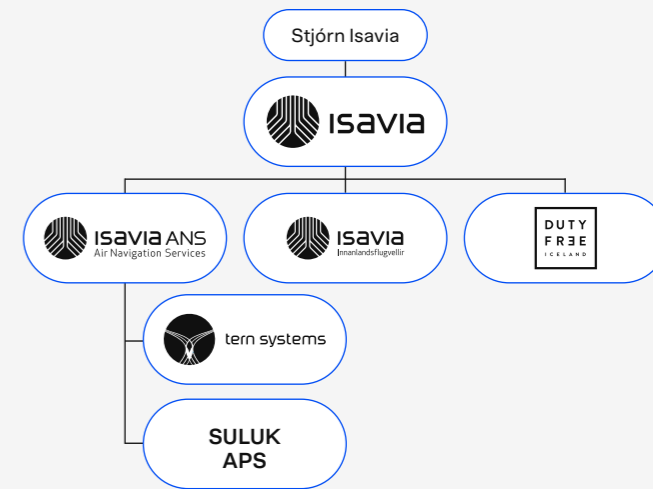 Stjórn Isavia
ISAVIA
ISAVIA ANS
Air Navigation Services
ISAVIA
Innanlandsflugvellir
DUTY
FREE
ICELAND
tern systems
SULUK
APS